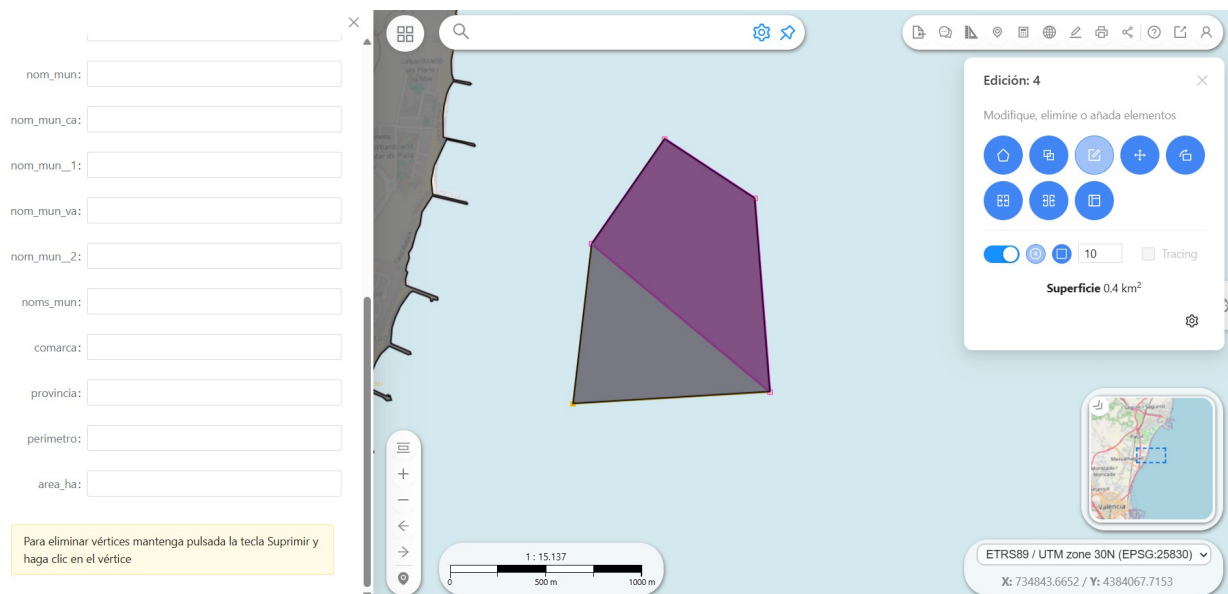 nom_mun:
nom_mun_ca:
nom_mun__1:
nom_mun_va:
nom_mun__2:
noms_mun:
comarca:
provincia:
perimetro:
area_ha:
Para eliminar vértices mantenga pulsada la tecla Suprimir y
haga clic en el vértice
1 : 15.137
0 500 m 1000 m
Edición: 4
Modifique, elimine o añada elementos
10
Tracing
Superficie 0.4 km²
València
ETRS89 / UTM zone 30N (EPSG:25830)
X: 734843.6652 / Y: 4384067.7153